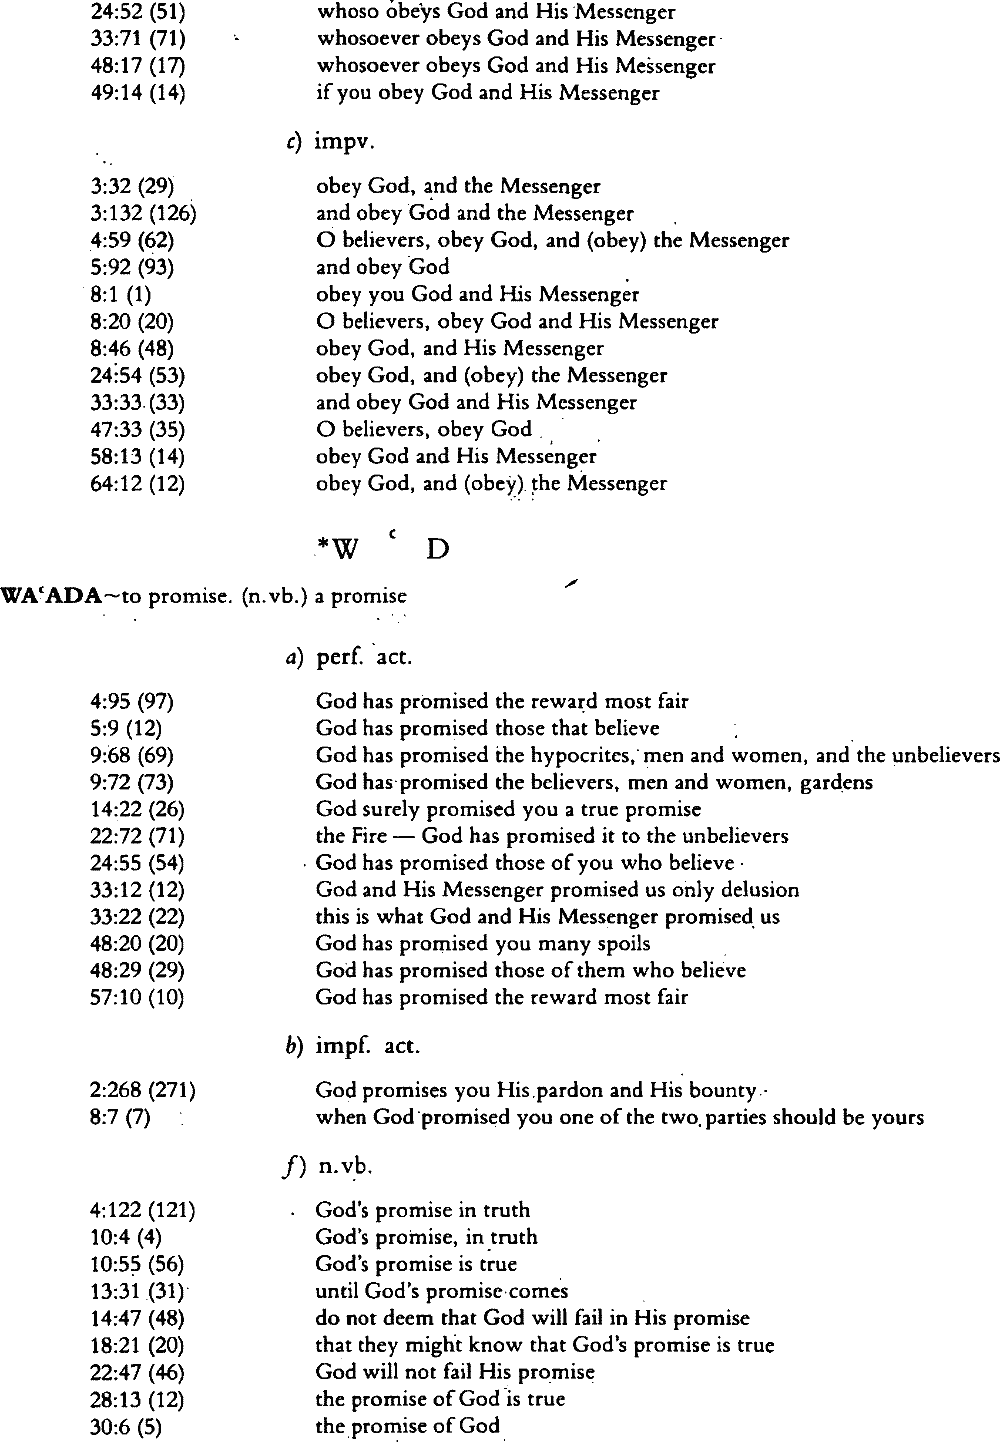 24:52 (51) whoso obeys God and His Messenger
33:71 (71) whosoever obeys God and His Messenger
48:17 (17) whosoever obeys God and His Messenger
49:14 (14) if you obey God and His Messenger
c) impv.
3:32 (29) obey God, and the Messenger
3:132 (126) and obey God and the Messenger
4:59 (62) O believers, obey God, and (obey) the Messenger
5:92 (93) and obey God
8:1 (1) obey you God and His Messenger
8:20 (20) O believers, obey God and His Messenger
8:46 (48) obey God, and His Messenger
24:54 (53) obey God, and (obey) the Messenger
33:33 (33) and obey God and His Messenger
47:33 (35) O believers, obey God
58:13 (14) obey God and His Messenger
64:12 (12) obey God, and (obey) the Messenger
*W ʿ D
WAʿADA~to promise. (n.vb.) a promise
a) perf. act.
4:95 (97) God has promised the reward most fair
5:9 (12) God has promised those that believe
9:68 (69) God has promised the hypocrites, men and women, and the unbelievers
9:72 (73) God has promised the believers, men and women, gardens
14:22 (26) God surely promised you a true promise
22:72 (71) the Fire — God has promised it to the unbelievers
24:55 (54) God has promised those of you who believe
33:12 (12) God and His Messenger promised us only delusion
33:22 (22) this is what God and His Messenger promised us
48:20 (20) God has promised you many spoils
48:29 (29) God has promised those of them who believe
57:10 (10) God has promised the reward most fair
b) impf. act.
2:268 (271) God promises you His pardon and His bounty
8:7 (7) when God promised you one of the two parties should be yours
f) n.vb.
4:122 (121) God's promise in truth
10:4 (4) God's promise, in truth
10:55 (56) God's promise is true
13:31 (31) until God's promise comes
14:47 (48) do not deem that God will fail in His promise
18:21 (20) that they might know that God's promise is true
22:47 (46) God will not fail His promise
28:13 (12) the promise of God is true
30:6 (5) the promise of God